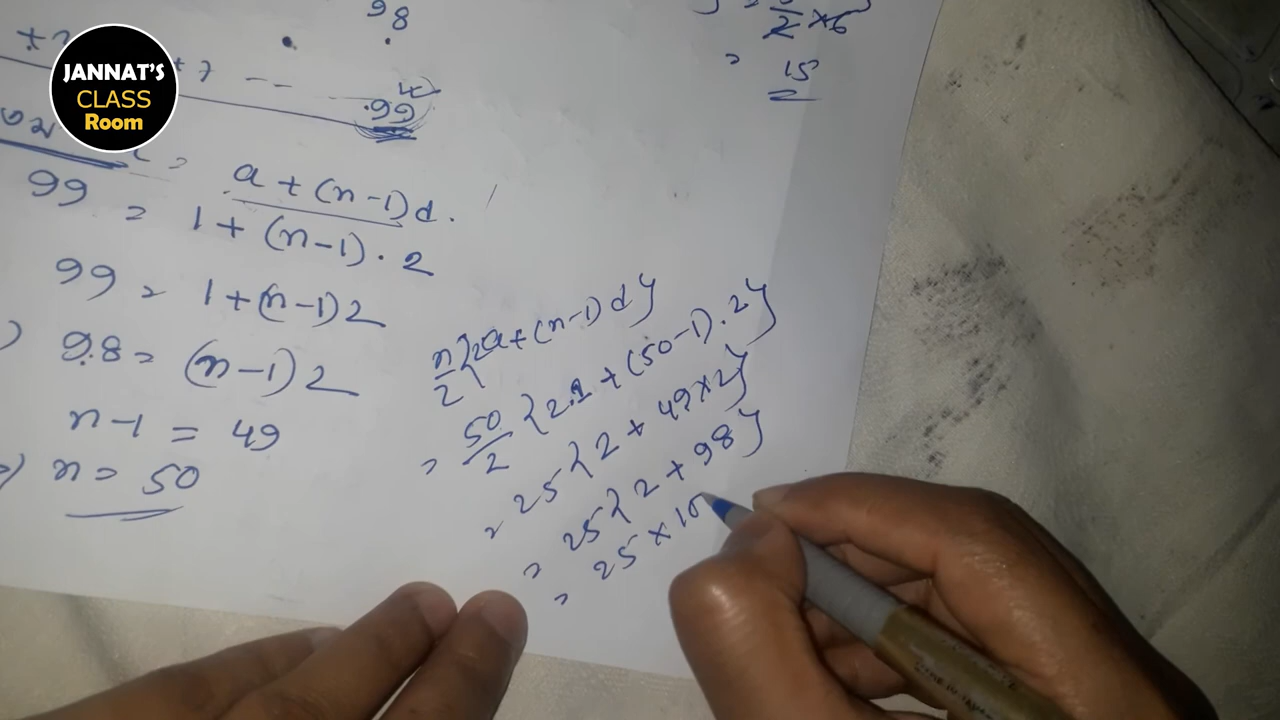 JANNAT'S
CLASS
Room
98
+ 7 -- 99
= a + (n-1)d.
99 = 1 + (n-1).2
99 = 1+(n-1)2
98 = (n-1)2
n-1 = 49
n = 50
×6
= 15
n/2 {2a+(n-1)d}
= 50/2 {2.1 + (50-1).2}
= 25 {2 + 49×2}
= 25 { 2 + 98}
= 25 × 10